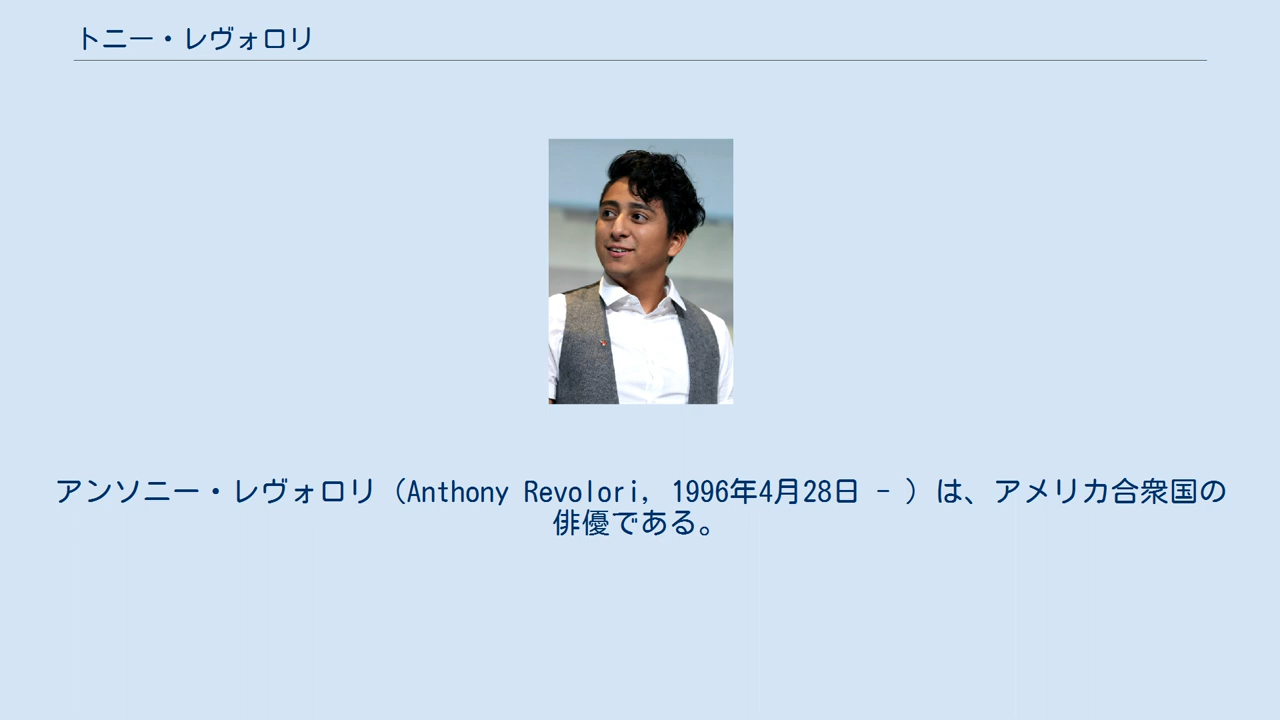 トニー・レヴォロリ
アンソニー・レヴォロリ（Anthony Revolori, 1996年4月28日 - ）は、アメリカ合衆国の
俳優である。